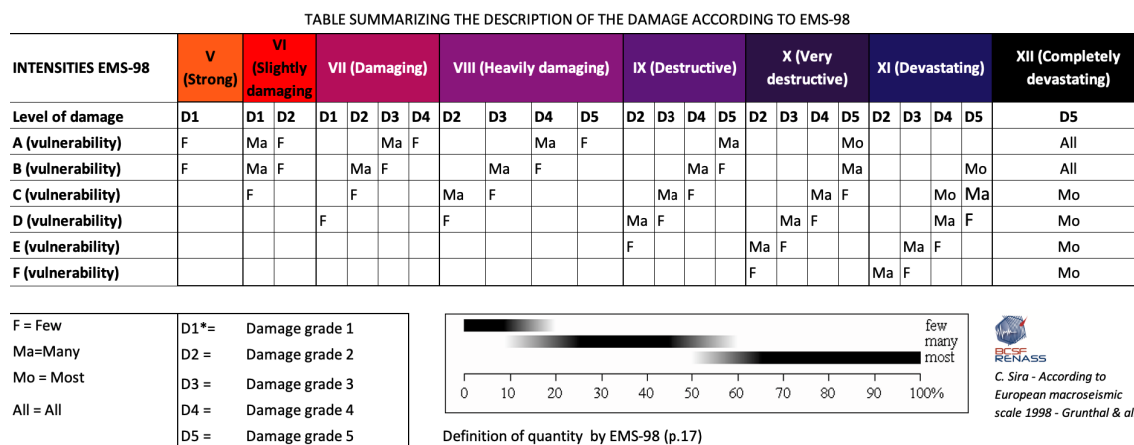 TABLE SUMMARIZING THE DESCRIPTION OF THE DAMAGE ACCORDING TO EMS-98
INTENSITIES EMS-98 V (Strong) VI (Slightly damaging VII (Damaging) VIII (Heavily damaging) IX (Destructive) X (Very destructive) XI (Devastating) XII (Completely devastating)
Level of damage D1 D1 D2 D1 D2 D3 D4 D2 D3 D4 D5 D2 D3 D4 D5 D2 D3 D4 D5 D2 D3 D4 D5 D5
A (vulnerability) F Ma F Ma F Ma F Ma Mo All
B (vulnerability) F Ma F Ma F Ma F Ma F Ma Mo All
C (vulnerability) F F Ma F Ma F Ma F Mo Ma Mo
D (vulnerability) F F Ma F Ma F Ma F Mo
E (vulnerability) F Ma F Ma F Mo
F (vulnerability) F Ma F Mo
F = Few
Ma=Many
Mo = Most
All = All
D1*= Damage grade 1
D2 = Damage grade 2
D3 = Damage grade 3
D4 = Damage grade 4
D5 = Damage grade 5
few
many
most
0 10 20 30 40 50 60 70 80 90 100%
Definition of quantity by EMS-98 (p.17)
BCSF
RENASS
C. Sira - According to
European macroseismic
scale 1998 - Grunthal & al